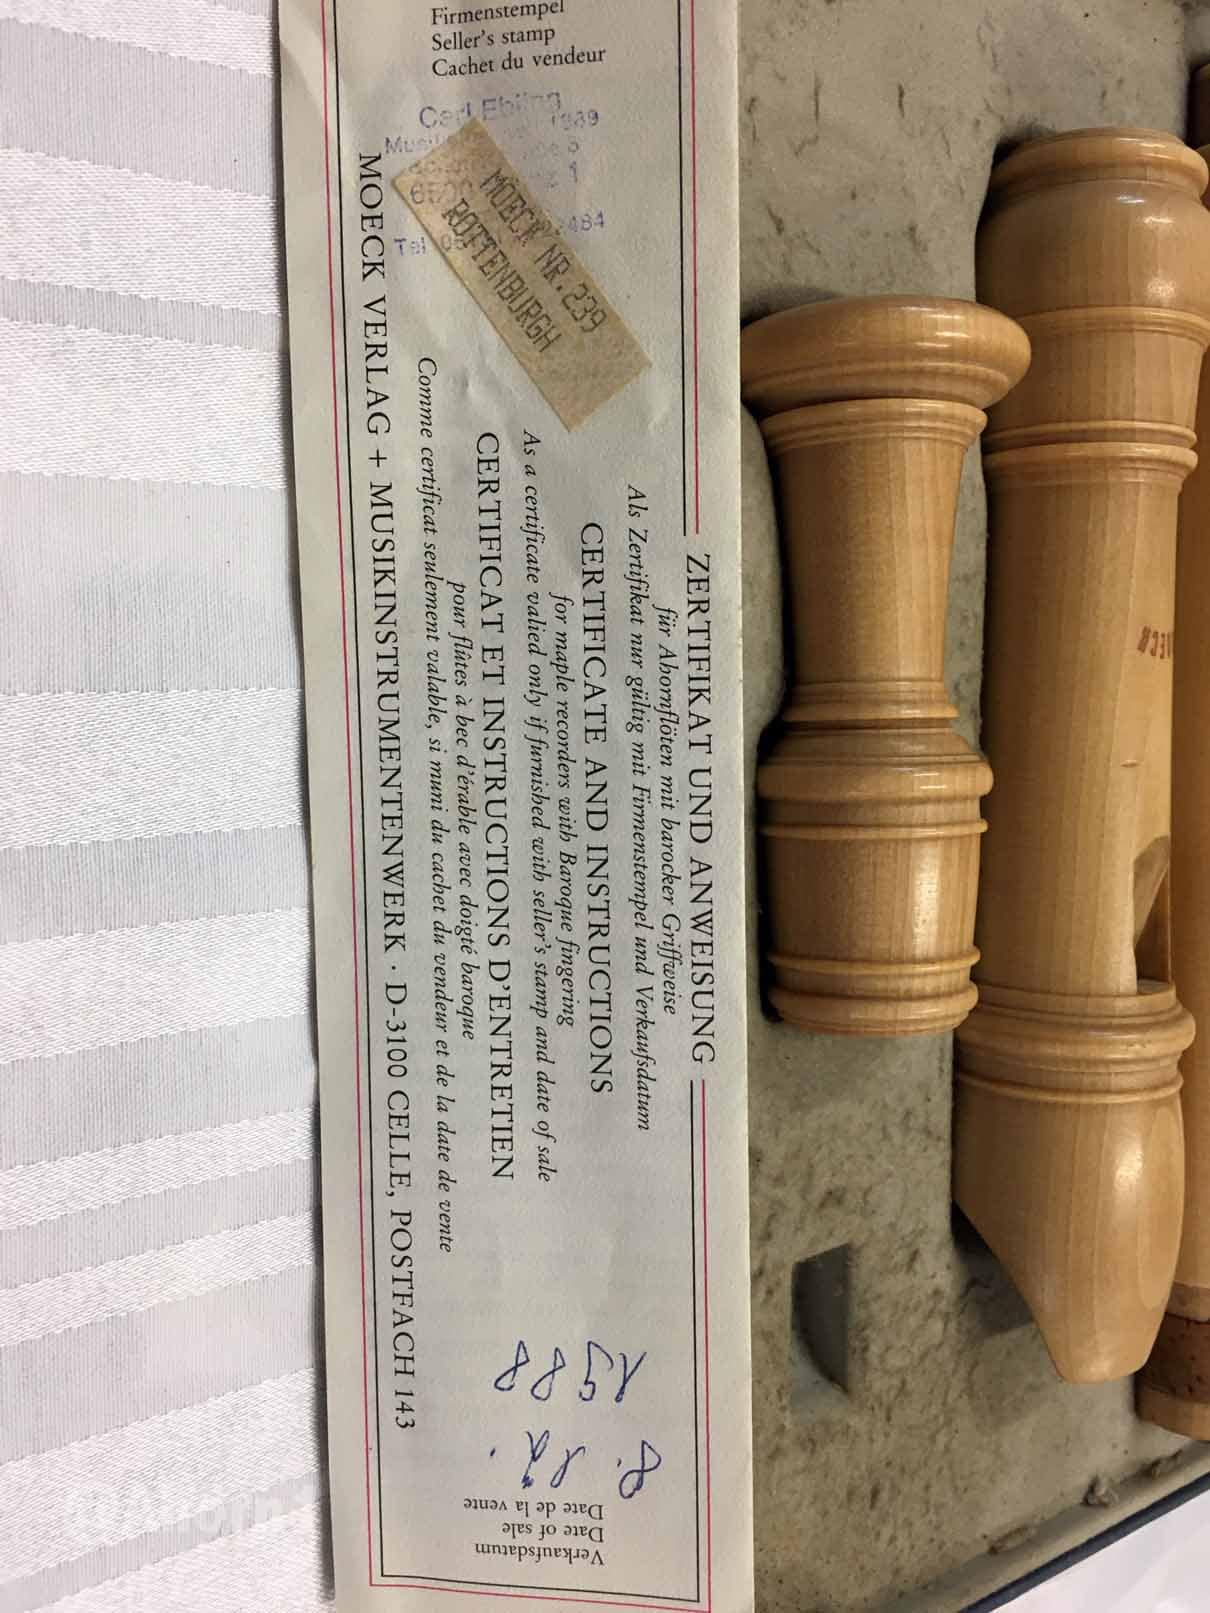 Firmenstempel
Seller's stamp
Cachet du vendeur
Carl Ebling
MOECK NR.239
ROTTENBURGH
ZERTIFIKAT UND ANWEISUNG
für Ahornflöten mit barocker Griffweise
Als Zertifikat nur gültig mit Firmenstempel und Verkaufsdatum
CERTIFICATE AND INSTRUCTIONS
for maple recorders with Baroque fingering
As a certificate valied only if furnished with seller's stamp and date of sale
CERTIFICAT ET INSTRUCTIONS D'ENTRETIEN
pour flûtes à bec d'érable avec doigté baroque
Comme certificat seulement valable, si muni du cachet du vendeur et de la date de vente
MOECK VERLAG + MUSIKINSTRUMENTENWERK · D-3100 CELLE, POSTFACH 143
Verkaufsdatum
Date of sale
Date de la vente
8. 12.
1988